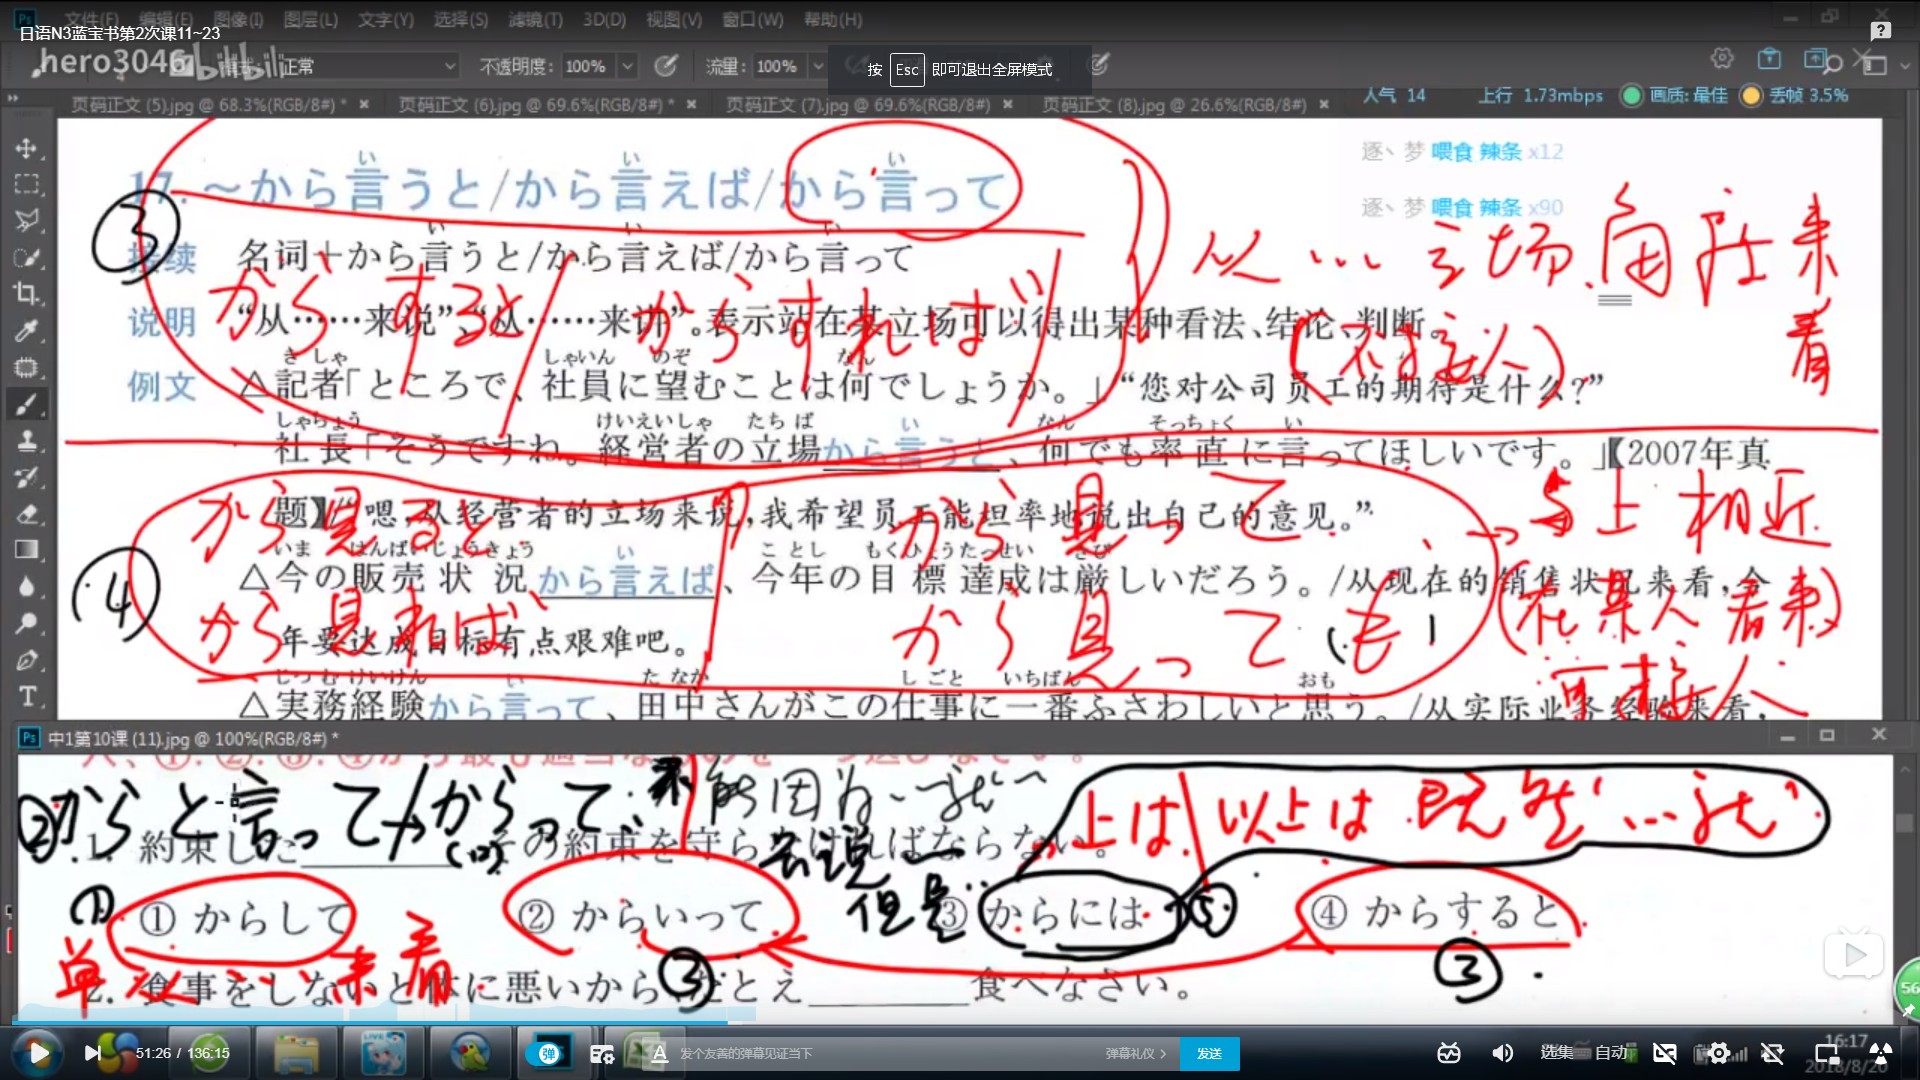 文件(F) 编辑(E) 图像(I) 图层(L) 文字(Y) 选择(S) 滤镜(T) 3D(D) 视图(V) 窗口(W) 帮助(H)
日语N3蓝宝书第2次课11~23
hero3046 bilibili 正常 不透明度: 100% 流量: 100%
按 Esc 即可退出全屏模式
页码正文 (5).jpg @ 68.3%(RGB/8#) * × 页码正文 (6).jpg @ 69.6%(RGB/8#) * × 页码正文 (7).jpg @ 69.6%(RGB/8#) × 页码正文 (8).jpg @ 26.6%(RGB/8#) ×
人气 14 上行 1.73mbps 画质: 最佳 丢帧 3.5%
逐丶梦 喂食 辣条 x12
逐丶梦 喂食 辣条 x90
17. ～から言うと/から言えば/から言って
③
接续 名词+から言うと/から言えば/から言って
从…立场.角度来看
からすると/からすれば
(不接人)
说明 “从……来说”、“从……来讲”。表示站在某立场可以得出某种看法、结论、判断。
例文 △記者「ところで、社員に望むことは何でしょうか。」“您对公司员工的期待是什么?”
社長「そうですね。経営者の立場から言うと、何でも率直に言ってほしいです。」【2007年真
题】“嗯,从经营者的立场来说,我希望员工能坦率地说出自己的意见。”
から見ると から見って
→与上相近
④
△今の販売状況から言えば、今年の目標達成は厳しいだろう。/从现在的销售状况来看,今
年要达成目标有点艰难吧。
から見れば から見って(も)
(在某人看来)
可接人
△実務経験から言って、田中さんがこの仕事に一番ふさわしいと思う。/从实际业务经验来看,
中1第10课 (11).jpg @ 100%(RGB/8#) *
②からと言って/からって:不能因为…就…
去说
但是…
上は/以上は 既然…就
1. 約束した その約束を守らなければならない。
① ① からして ② からいって ③ からには ⑤ ④ からすると
单从…来看 ③ ③
2. 食事をしないと体に悪いから、たとえ 食べなさい。
51:26 / 136:15 弹 发个友善的弹幕见证当下 弹幕礼仪 > 发送 选集 自动
16:17
2018/8/20
56